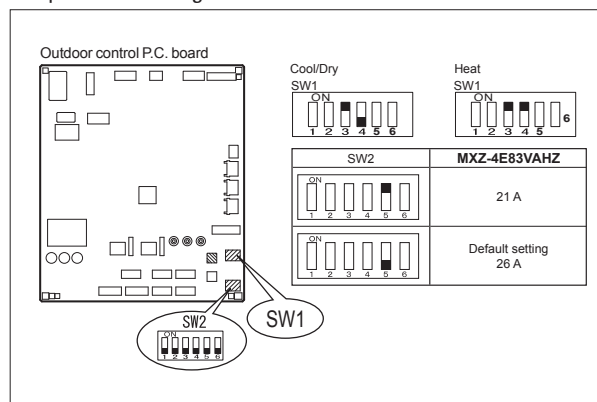 Outdoor control P.C. board
Cool/Dry
SW1
ON
1 2 3 4 5 6
Heat
SW1
ON
1 2 3 4 5 6
SW2 MXZ-4E83VAHZ
ON
1 2 3 4 5 6
21 A
ON
1 2 3 4 5 6
Default setting
26 A
SW1
SW2
ON
1 2 3 4 5 6